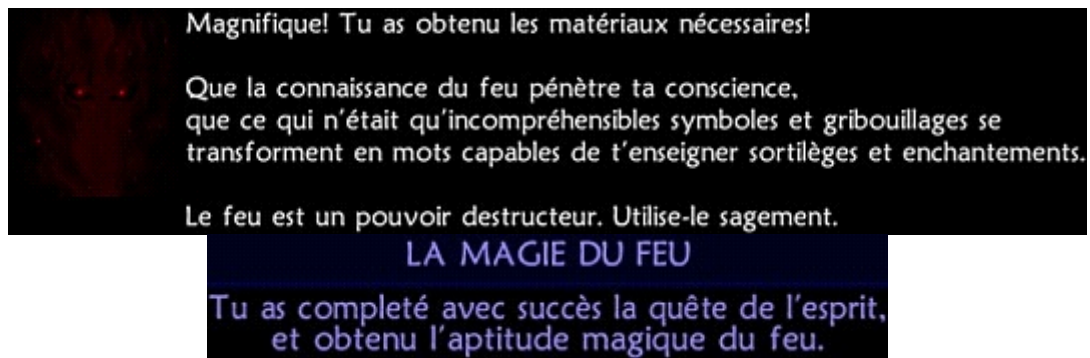 Magnifique! Tu as obtenu les matériaux nécessaires!
Que la connaissance du feu pénètre ta conscience,
que ce qui n'était qu'incompréhensibles symboles et gribouillages se
transforment en mots capables de t'enseigner sortilèges et enchantements.
Le feu est un pouvoir destructeur. Utilise-le sagement.
LA MAGIE DU FEU
Tu as completé avec succès la quête de l'esprit,
et obtenu l'aptitude magique du feu.